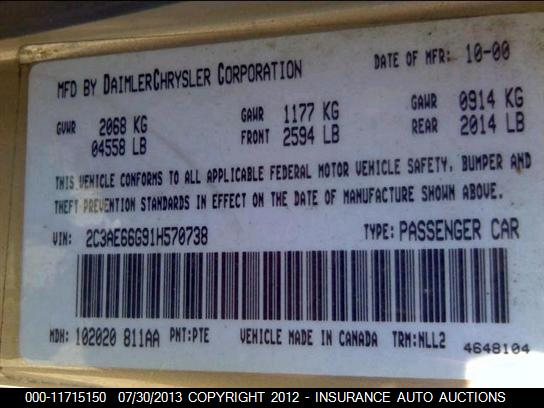 MFD BY DAIMLERCHRYSLER CORPORATION DATE OF MFR: 10-00
GVWR 2068 KG GAWR 1177 KG GAWR 0914 KG
04558 LB FRONT 2594 LB REAR 2014 LB
THIS VEHICLE CONFORMS TO ALL APPLICABLE FEDERAL MOTOR VEHICLE SAFETY, BUMPER AND
THEFT PREVENTION STANDARDS IN EFFECT ON THE DATE OF MANUFACTURE SHOWN ABOVE.
VIN: 2C3AE66G91H570738 TYPE: PASSENGER CAR
MDH: 102020 811AA PNT: PTE VEHICLE MADE IN CANADA TRM: NLL2
4648104
000-11715150 07/30/2013 COPYRIGHT 2012 - INSURANCE AUTO AUCTIONS